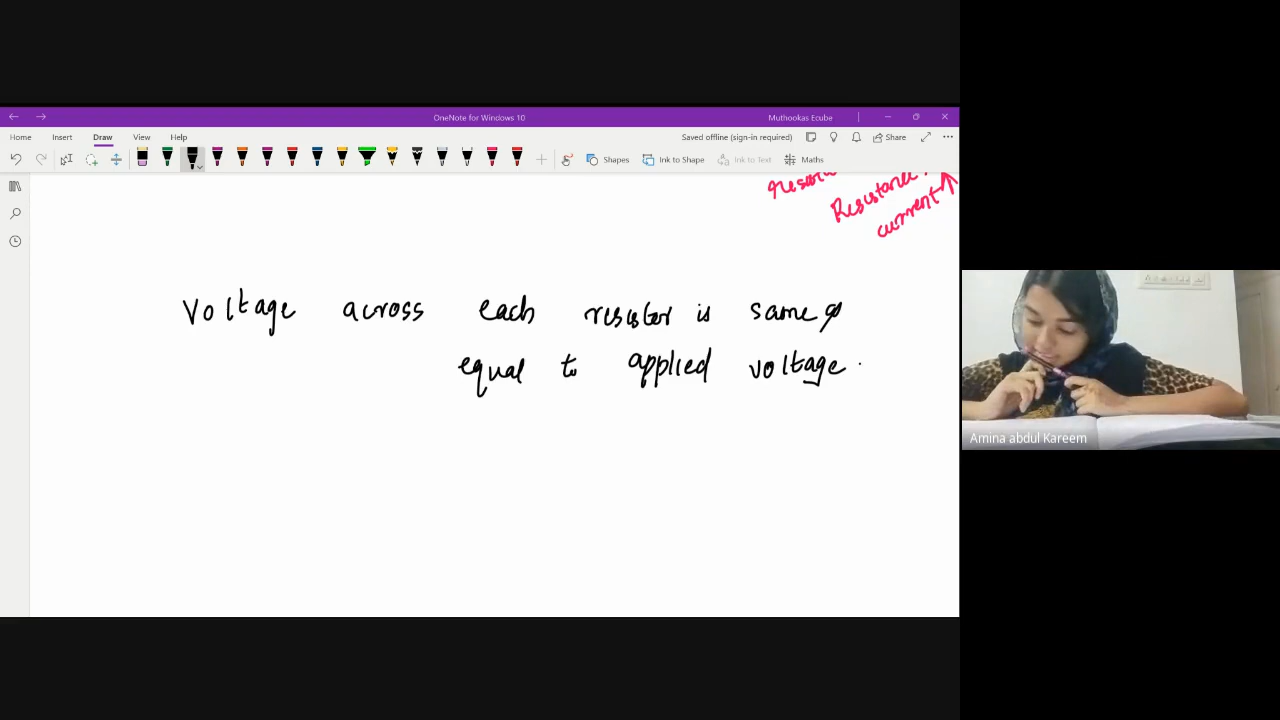 OneNote for Windows 10
Muthookas Ecube
Home Insert Draw View Help
Saved offline (sign-in required) Share
Shapes Ink to Shape Ink to Text Maths
Resistance
current
voltage across each resistor is same &
equal to applied voltage.
Amina abdul Kareem